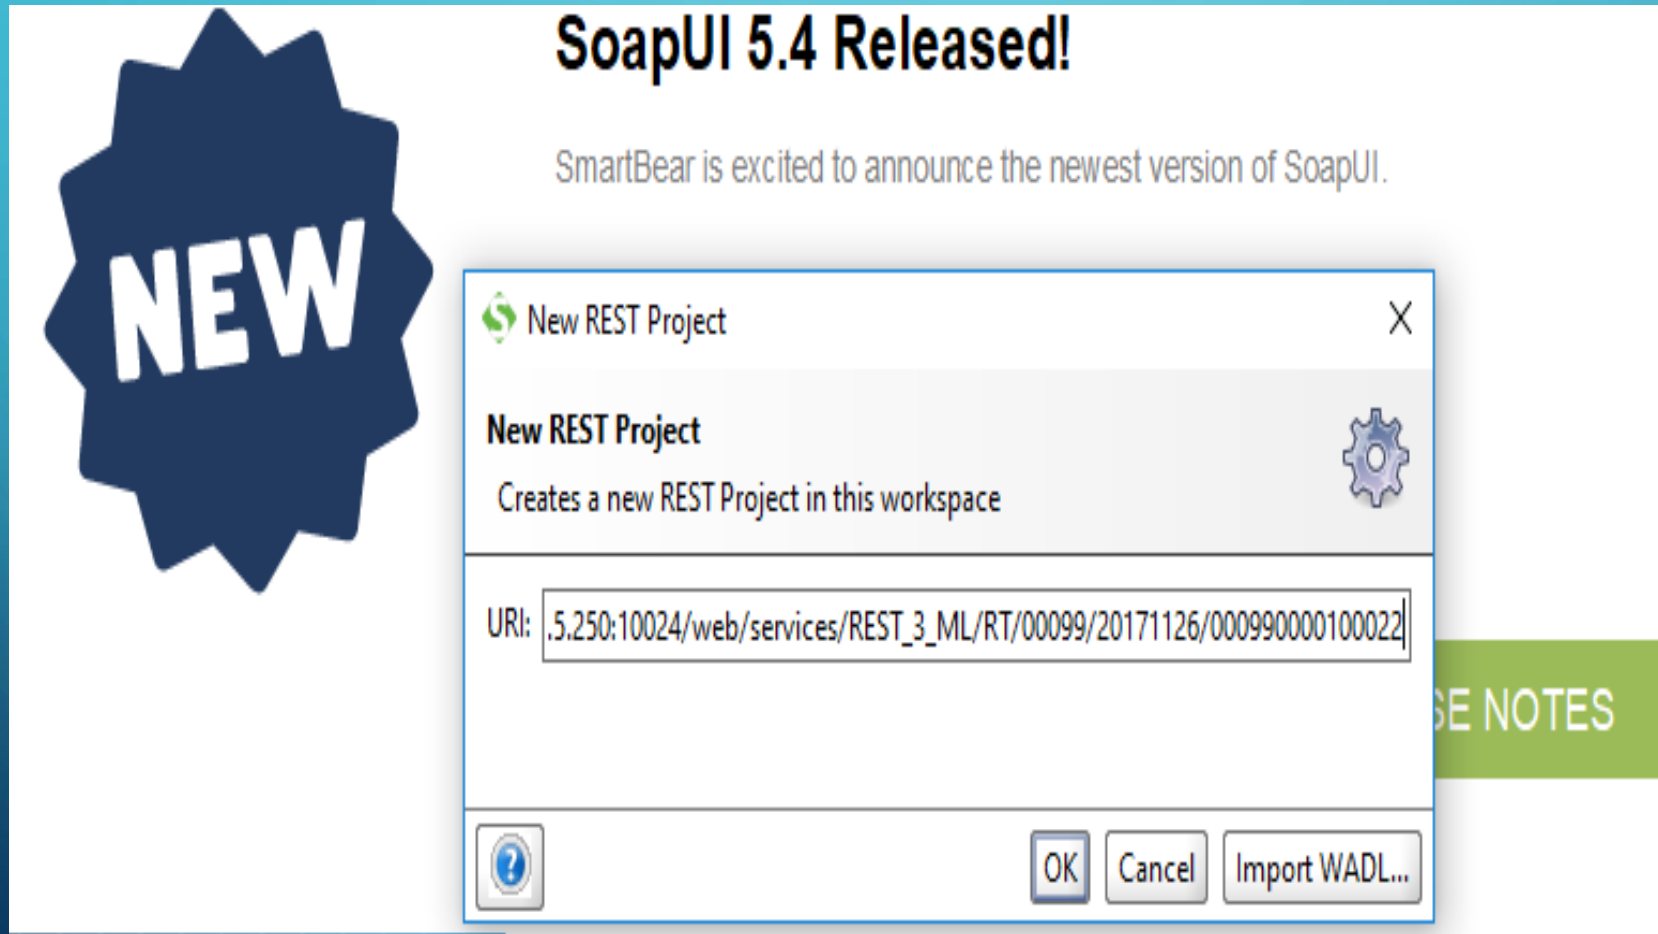 SoapUI 5.4 Released!
SmartBear is excited to announce the newest version of SoapUI.
NEW
New REST Project
X
New REST Project
Creates a new REST Project in this workspace
URI: .5.250:10024/web/services/REST_3_ML/RT/00099/20171126/000990000100022
SE NOTES
?
OK Cancel Import WADL...